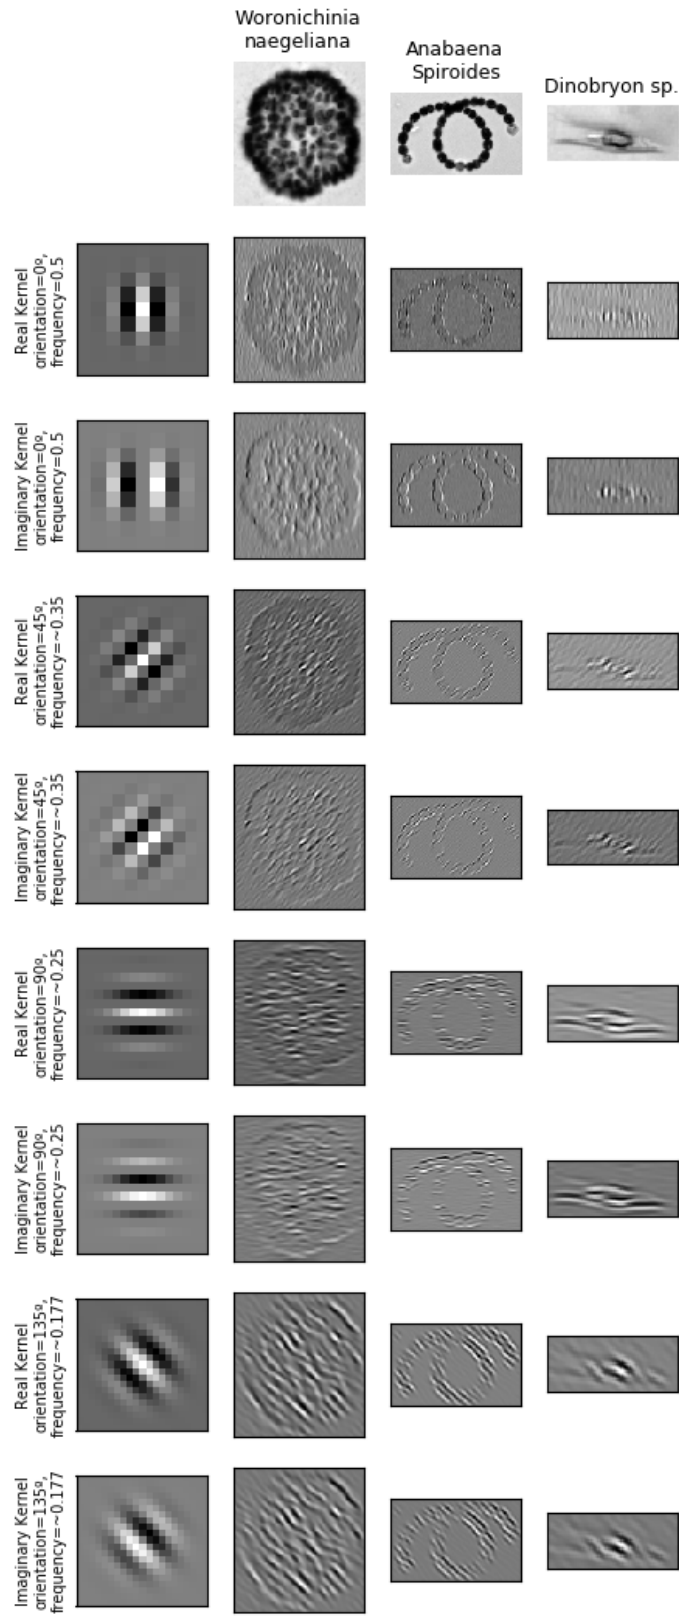 Woronichinia
naegeliana
Anabaena
Spiroides
Dinobryon sp.
Real Kernel
orientation=0º,
frequency=0.5
Imaginary Kernel
orientation=0º,
frequency=0.5
Real Kernel
orientation=45º,
frequency=~0.35
Imaginary Kernel
orientation=45º,
frequency=~0.35
Real Kernel
orientation=90º,
frequency=~0.25
Imaginary Kernel
orientation=90º,
frequency=~0.25
Real Kernel
orientation=135º,
frequency=~0.177
Imaginary Kernel
orientation=135º,
frequency=~0.177